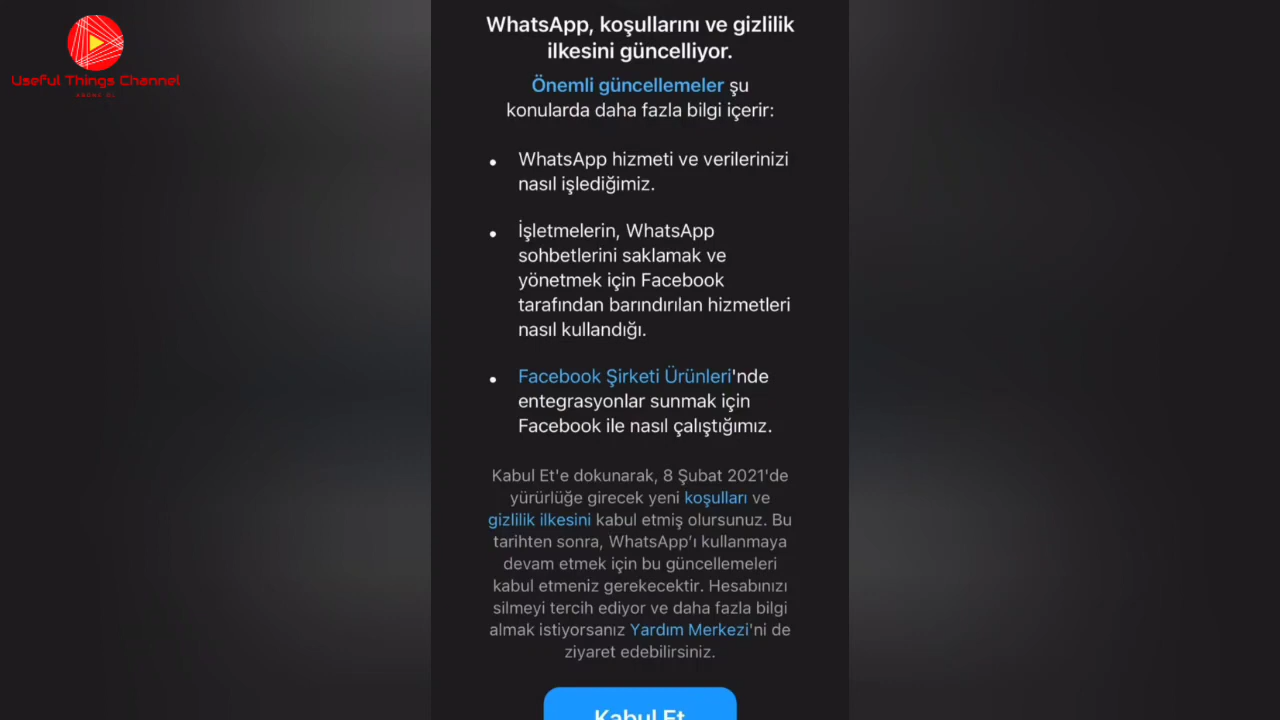 Useful Things Channel
ABONE OL
WhatsApp, koşullarını ve gizlilik
ilkesini güncelliyor.
Önemli güncellemeler şu
konularda daha fazla bilgi içerir:
• WhatsApp hizmeti ve verilerinizi
nasıl işlediğimiz.
• İşletmelerin, WhatsApp
sohbetlerini saklamak ve
yönetmek için Facebook
tarafından barındırılan hizmetleri
nasıl kullandığı.
• Facebook Şirketi Ürünleri'nde
entegrasyonlar sunmak için
Facebook ile nasıl çalıştığımız.
Kabul Et'e dokunarak, 8 Şubat 2021'de
yürürlüğe girecek yeni koşulları ve
gizlilik ilkesini kabul etmiş olursunuz. Bu
tarihten sonra, WhatsApp'ı kullanmaya
devam etmek için bu güncellemeleri
kabul etmeniz gerekecektir. Hesabınızı
silmeyi tercih ediyor ve daha fazla bilgi
almak istiyorsanız Yardım Merkezi'ni de
ziyaret edebilirsiniz.
Kabul Et